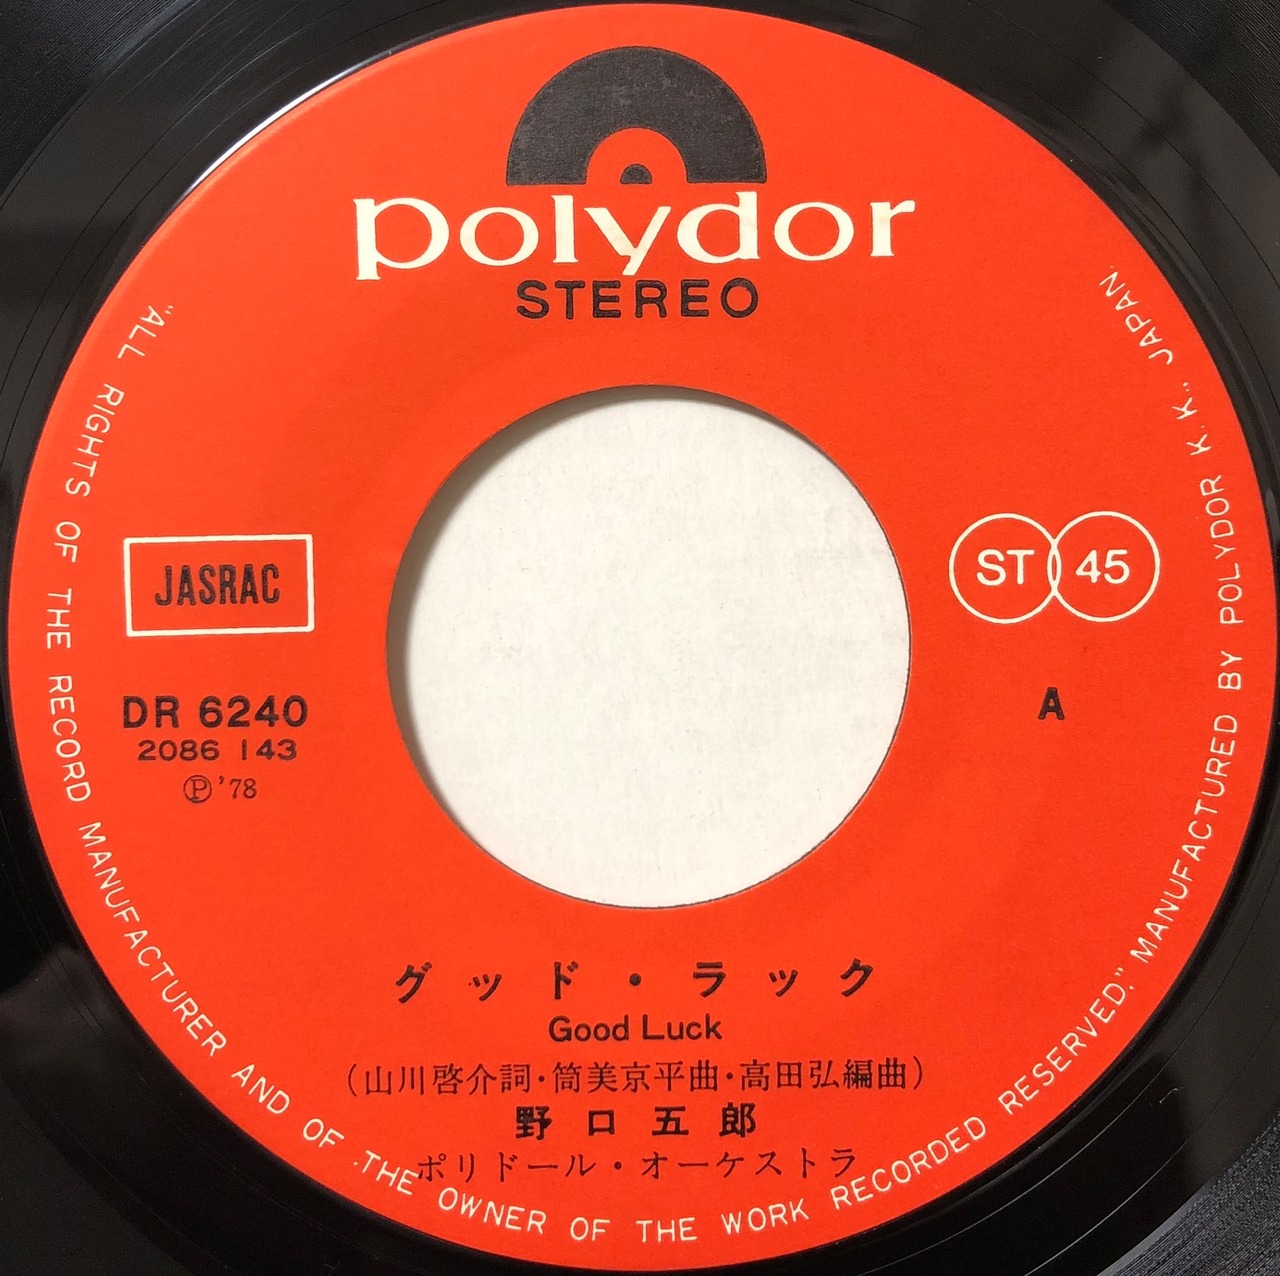 polydor
STEREO
"ALL RIGHTS OF THE RECORD MANUFACTURER AND OF THE OWNER OF THE WORK RECORDED RESERVED." MANUFACTURED BY POLYDOR K.K., JAPAN.
JASRAC
ST 45
DR 6240
2086 143
Ⓟ'78
A
グッド・ラック
Good Luck
(山川啓介詞・筒美京平曲・高田弘編曲)
野口五郎
ポリドール・オーケストラ